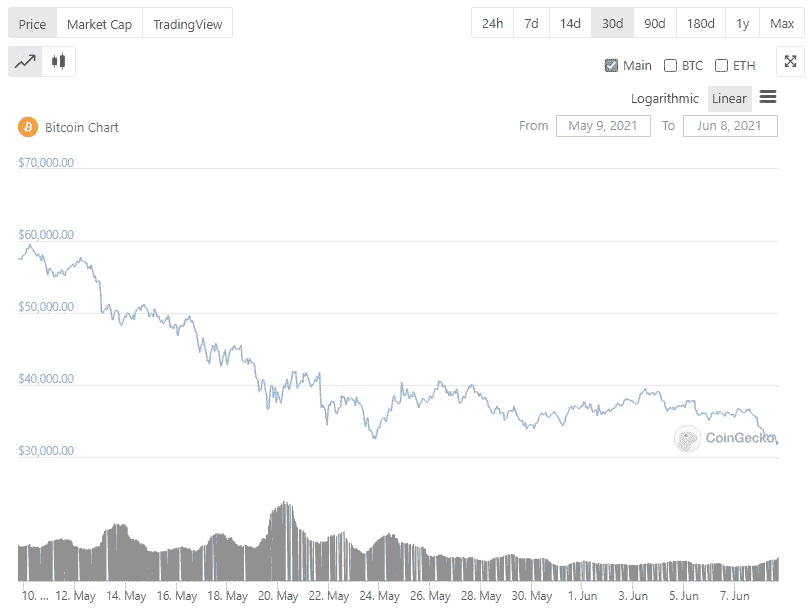 Price Market Cap TradingView 24h 7d 14d 30d 90d 180d 1y Max
Main BTC ETH
Logarithmic Linear
Bitcoin Chart From May 9, 2021 To Jun 8, 2021
$70,000.00
$60,000.00
$50,000.00
$40,000.00
$30,000.00
CoinGecko
10. ... 12. May 14. May 16. May 18. May 20. May 22. May 24. May 26. May 28. May 30. May 1. Jun 3. Jun 5. Jun 7. Jun